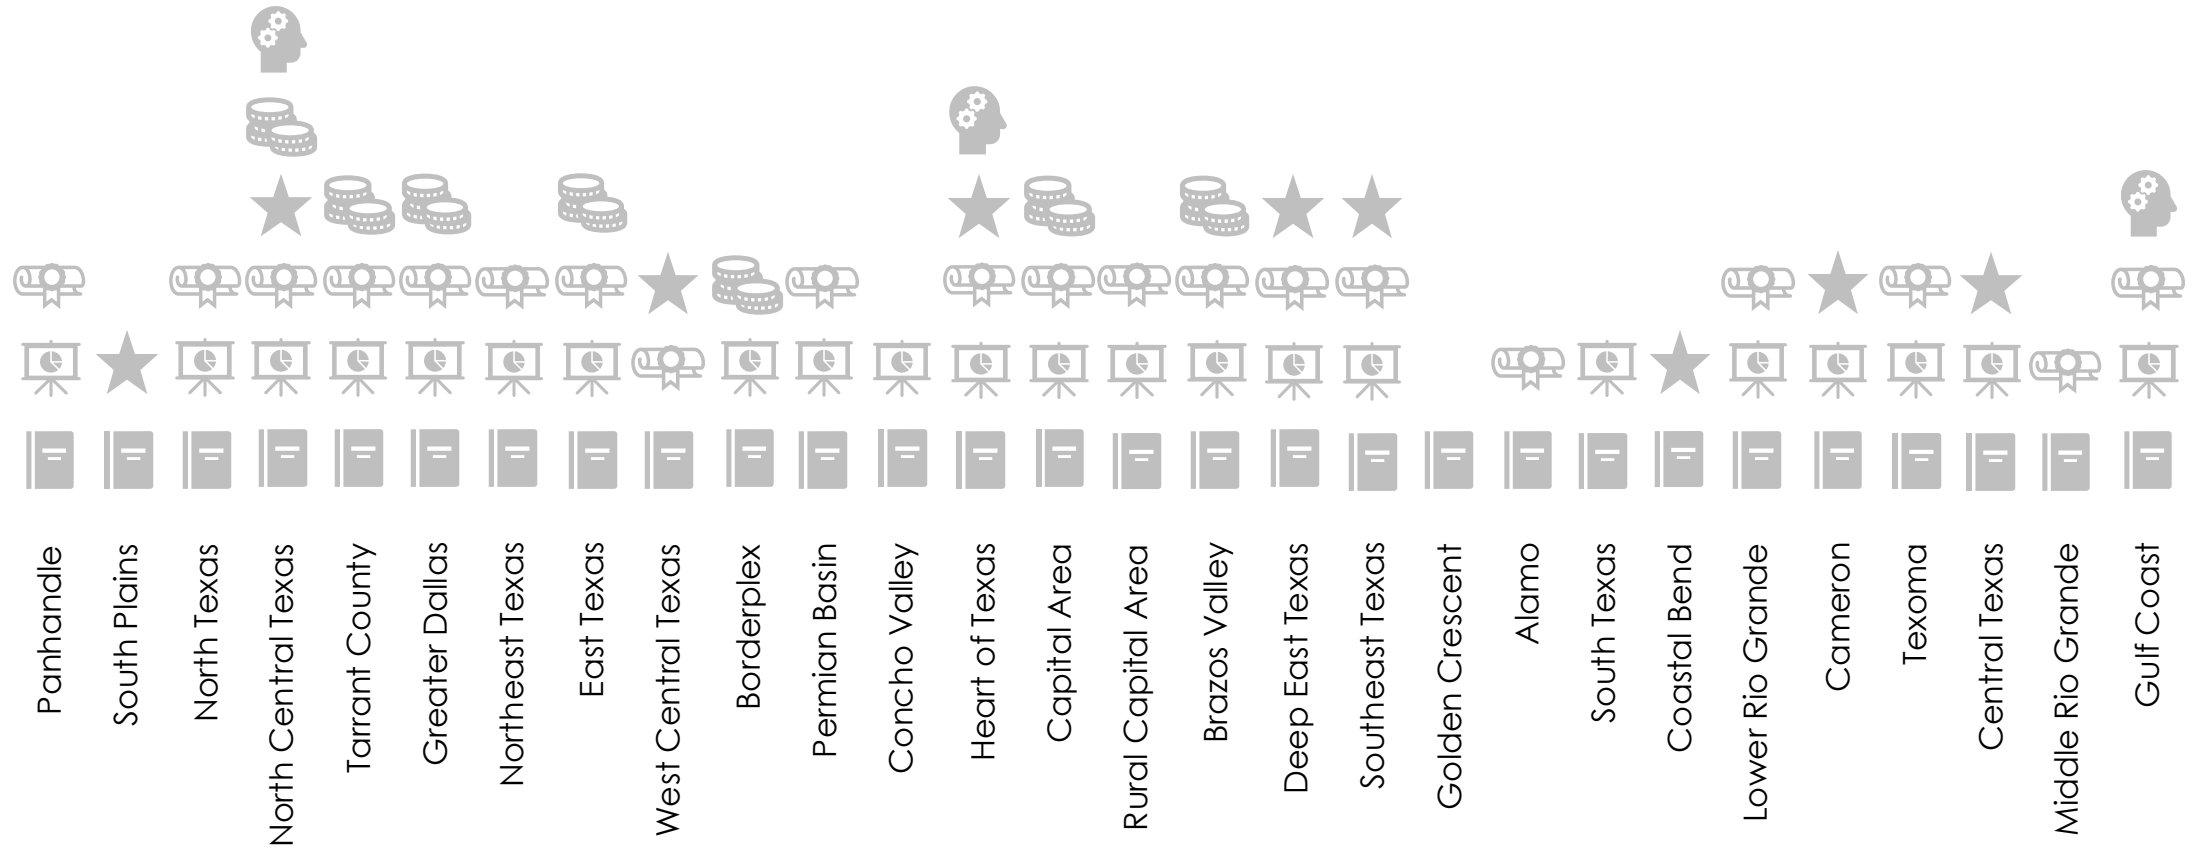 Panhandle
South Plains
North Texas
North Central Texas
Tarrant County
Greater Dallas
Northeast Texas
East Texas
West Central Texas
Borderplex
Permian Basin
Concho Valley
Heart of Texas
Capital Area
Rural Capital Area
Brazos Valley
Deep East Texas
Southeast Texas
Golden Crescent
Alamo
South Texas
Coastal Bend
Lower Rio Grande
Cameron
Texoma
Central Texas
Middle Rio Grande
Gulf Coast